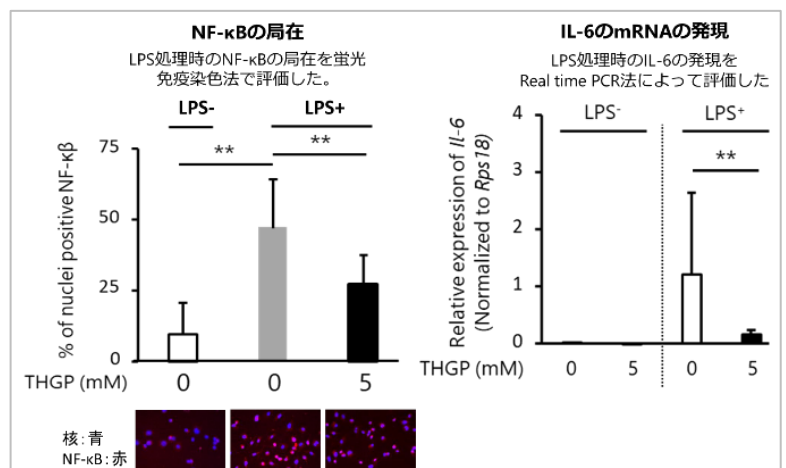 NF-κBの局在
LPS処理時のNF-κBの局在を蛍光
免疫染色法で評価した。
LPS-
LPS+
**
**
% of nuclei positive NF-κβ
75
50
25
0
THGP (mM)
0
0
5
核：青
NF-κB：赤
IL-6のmRNAの発現
LPS処理時のIL-6の発現を
Real time PCR法によって評価した
LPS-
LPS+
**
Relative expression of Il-6
(Normalized to Rps18)
4
3
2
1
0
THGP (mM)
0
5
0
5